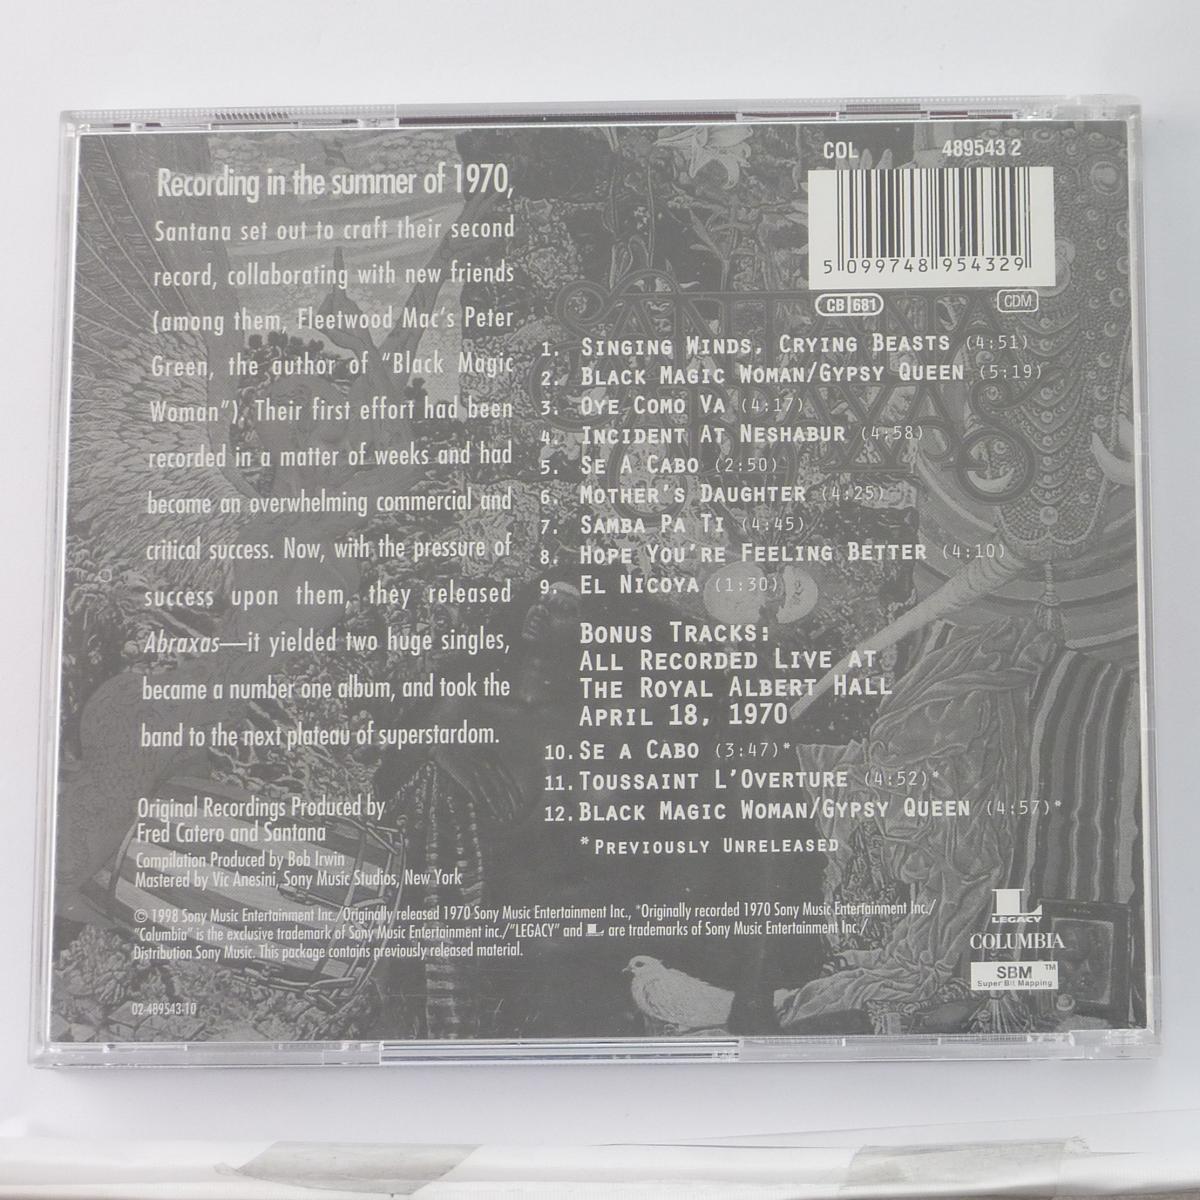 Recording in the summer of 1970,
Santana set out to craft their second
record, collaborating with new friends
(among them, Fleetwood Mac's Peter
Green, the author of "Black Magic
Woman"). Their first effort had been
recorded in a matter of weeks and had
become an overwhelming commercial and
critical success. Now, with the pressure of
success upon them, they released
Abraxas—it yielded two huge singles,
became a number one album, and took the
band to the next plateau of superstardom.
Original Recordings Produced by
Fred Catero and Santana
Compilation Produced by Bob Irwin
Mastered by Vic Anesini, Sony Music Studios, New York
© 1998 Sony Music Entertainment Inc./Originally released 1970 Sony Music Entertainment Inc., *Originally recorded 1970 Sony Music Entertainment Inc./
"Columbia" is the exclusive trademark of Sony Music Entertainment inc./"LEGACY" and L are trademarks of Sony Music Entertainment Inc./
Distribution Sony Music. This package contains previously released material.
02-489543-10
COL 489543 2
5 099748 954329
CB 681
CDM
SANTANA
ABRAXAS
1. SINGING WINDS, CRYING BEASTS (4:51)
2. BLACK MAGIC WOMAN/GYPSY QUEEN (5:19)
3. OYE COMO VA (4:17)
4. INCIDENT AT NESHABUR (4:58)
5. SE A CABO (2:50)
6. MOTHER'S DAUGHTER (4:25)
7. SAMBA PA TI (4:45)
8. HOPE YOU'RE FEELING BETTER (4:10)
9. EL NICOYA (1:30)
BONUS TRACKS:
ALL RECORDED LIVE AT
THE ROYAL ALBERT HALL
APRIL 18, 1970
10. SE A CABO (3:47)*
11. TOUSSAINT L'OVERTURE (4:52)*
12. BLACK MAGIC WOMAN/GYPSY QUEEN (4:57)*
*PREVIOUSLY UNRELEASED
L
LEGACY
COLUMBIA
SBM™
Super Bit Mapping